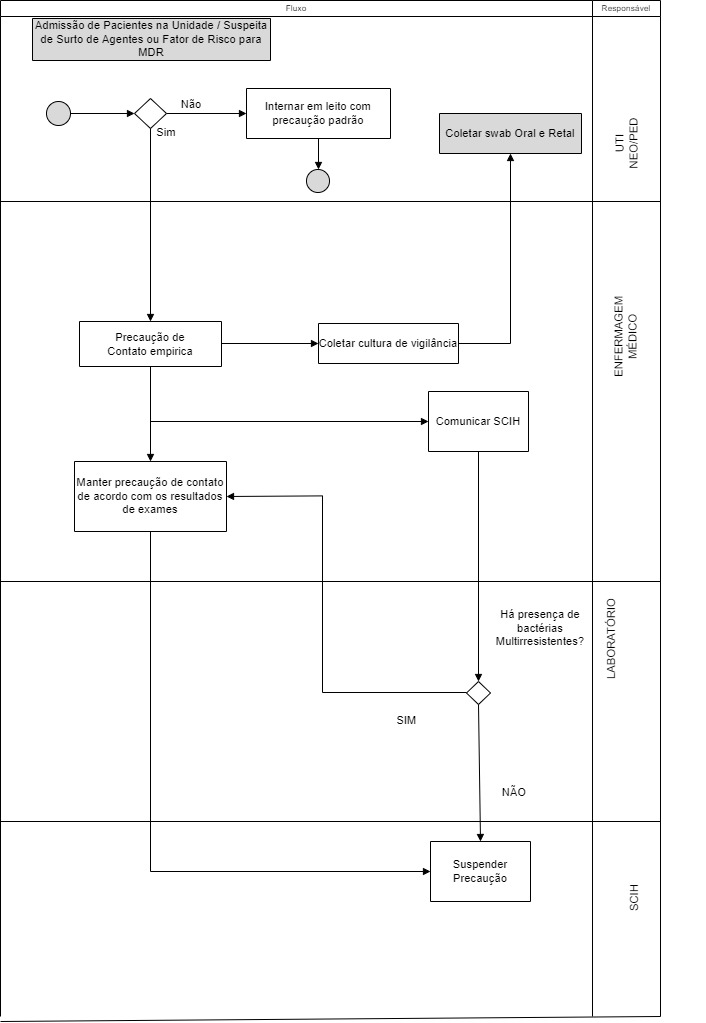 Fluxo
Responsável
Admissão de Pacientes na Unidade / Suspeita
de Surto de Agentes ou Fator de Risco para
MDR
Não
Sim
Internar em leito com
precaução padrão
Coletar swab Oral e Retal
UTI
NEO/PED
Precaução de
Contato empirica
Coletar cultura de vigilância
ENFERMAGEM
MÉDICO
Comunicar SCIH
Manter precaução de contato
de acordo com os resultados
de exames
Há presença de
bactérias
Multirresistentes?
LABORATÓRIO
SIM
NÃO
Suspender
Precaução
SCIH